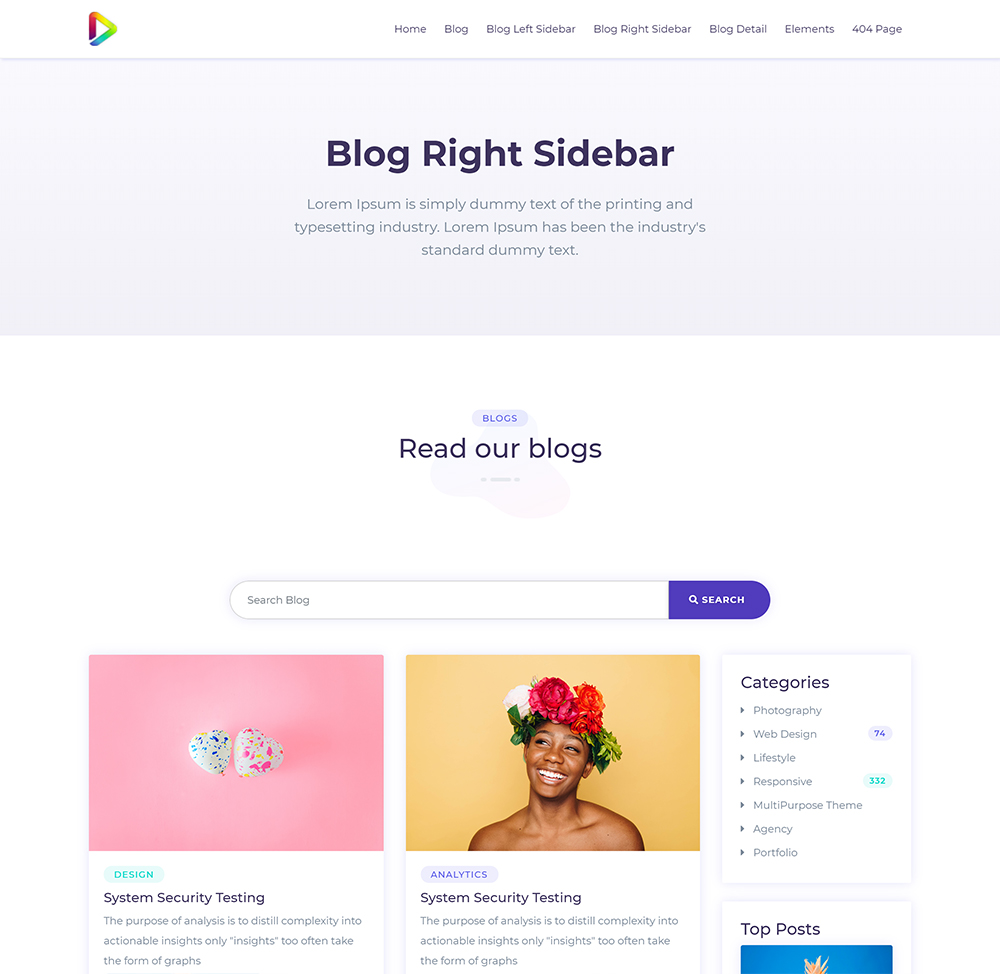 Home Blog Blog Left Sidebar Blog Right Sidebar Blog Detail Elements 404 Page
Blog Right Sidebar
Lorem Ipsum is simply dummy text of the printing and
typesetting industry. Lorem Ipsum has been the industry's
standard dummy text.
BLOGS
Read our blogs
Search Blog
SEARCH
DESIGN
System Security Testing
The purpose of analysis is to distill complexity into
actionable insights only "insights" too often take
the form of graphs
ANALYTICS
System Security Testing
The purpose of analysis is to distill complexity into
actionable insights only "insights" too often take
the form of graphs
Categories
Photography
Web Design 74
Lifestyle
Responsive 332
MultiPurpose Theme
Agency
Portfolio
Top Posts